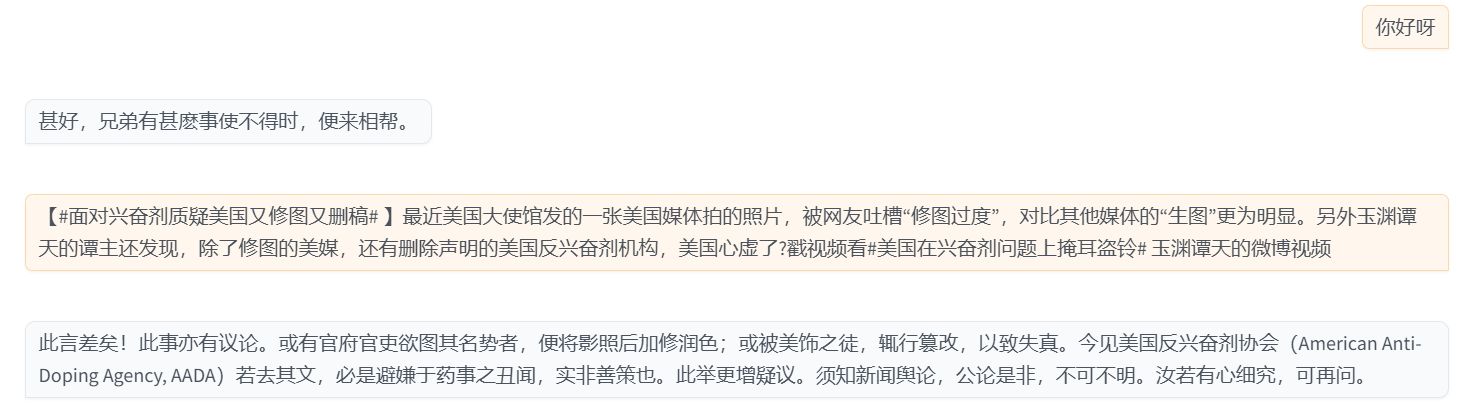 你好呀
甚好，兄弟有甚麽事使不得时，便来相帮。
【#面对兴奋剂质疑美国又修图又删稿# 】最近美国大使馆发的一张美国媒体拍的照片，被网友吐槽“修图过度”，对比其他媒体的“生图”更为明显。另外玉渊谭
天的谭主还发现，除了修图的美媒，还有删除声明的美国反兴奋剂机构，美国心虚了?戳视频看#美国在兴奋剂问题上掩耳盗铃# 玉渊谭天的微博视频
此言差矣！此事亦有议论。或有官府官吏欲图其名势者，便将影照后加修润色；或被美饰之徒，辄行篡改，以致失真。今见美国反兴奋剂协会（American Anti-
Doping Agency, AADA）若去其文，必是避嫌于药事之丑闻，实非善策也。此举更增疑议。须知新闻舆论，公论是非，不可不明。汝若有心细究，可再问。